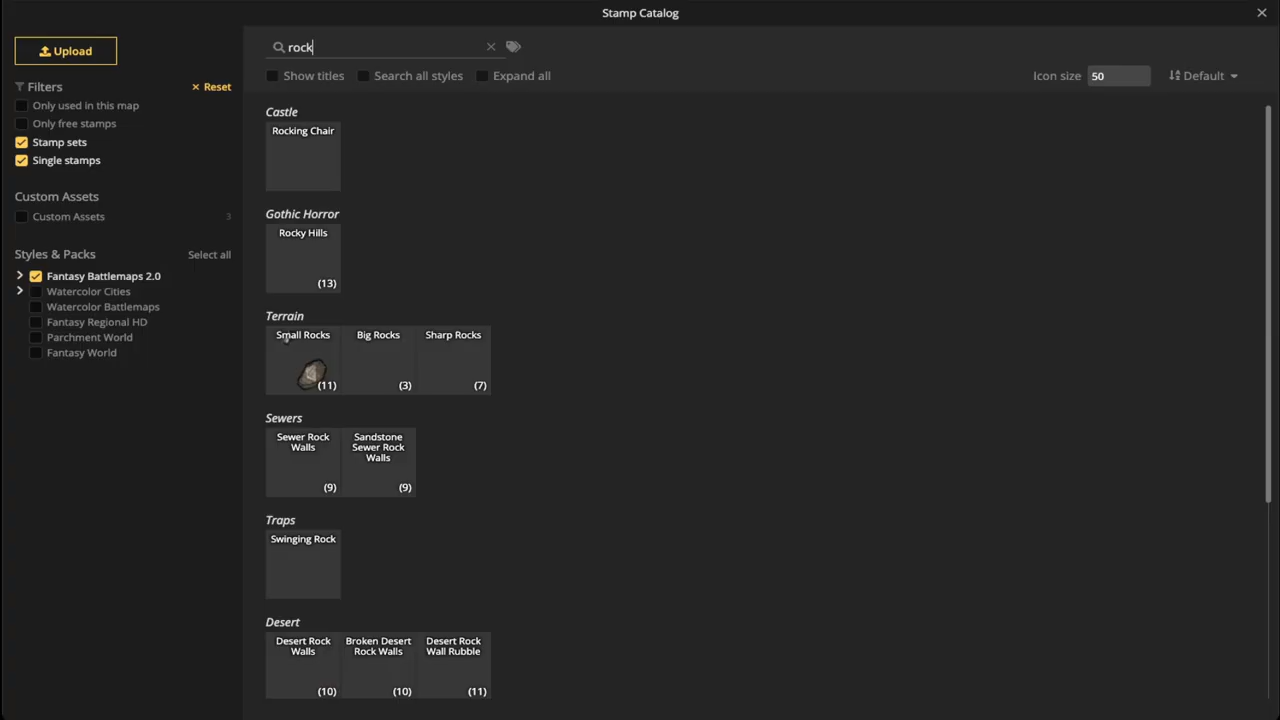 Stamp Catalog
Upload
rock
Filters
Reset
Show titles
Search all styles
Expand all
Icon size
50
Default
Only used in this map
Only free stamps
Stamp sets
Single stamps
Custom Assets
Custom Assets
3
Styles & Packs
Select all
Fantasy Battlemaps 2.0
Watercolor Cities
Watercolor Battlemaps
Fantasy Regional HD
Parchment World
Fantasy World
Castle
Rocking Chair
Gothic Horror
Rocky Hills
(13)
Terrain
Small Rocks
(11)
Big Rocks
(3)
Sharp Rocks
(7)
Sewers
Sewer Rock
Walls
(9)
Sandstone
Sewer Rock
Walls
(9)
Traps
Swinging Rock
Desert
Desert Rock
Walls
(10)
Broken Desert
Rock Walls
(10)
Desert Rock
Wall Rubble
(11)